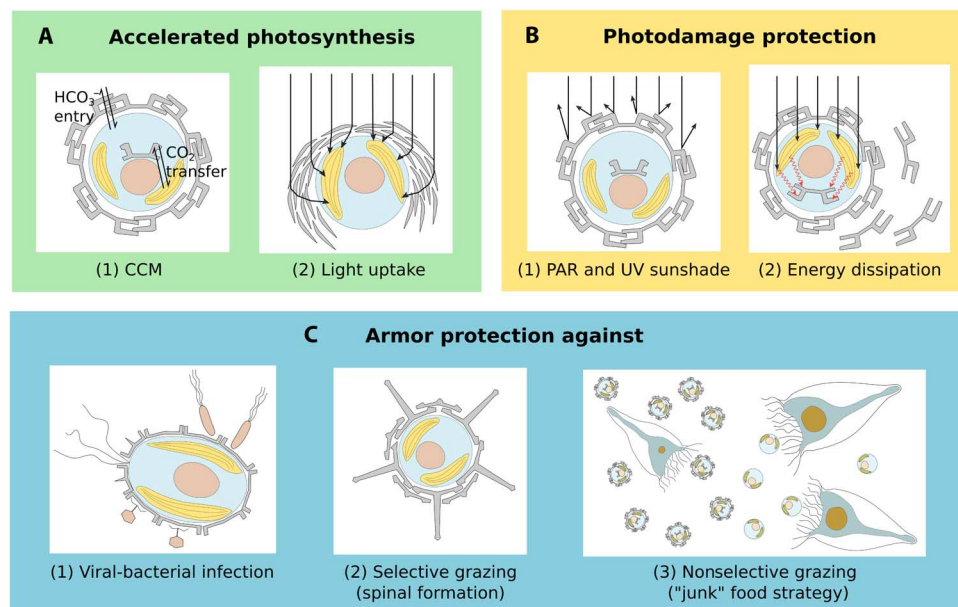 A Accelerated photosynthesis
HCO₃⁻
entry
CO₂
transfer
(1) CCM
(2) Light uptake
B Photodamage protection
(1) PAR and UV sunshade
(2) Energy dissipation
C Armor protection against
(1) Viral-bacterial infection
(2) Selective grazing
(spinal formation)
(3) Nonselective grazing
("junk" food strategy)